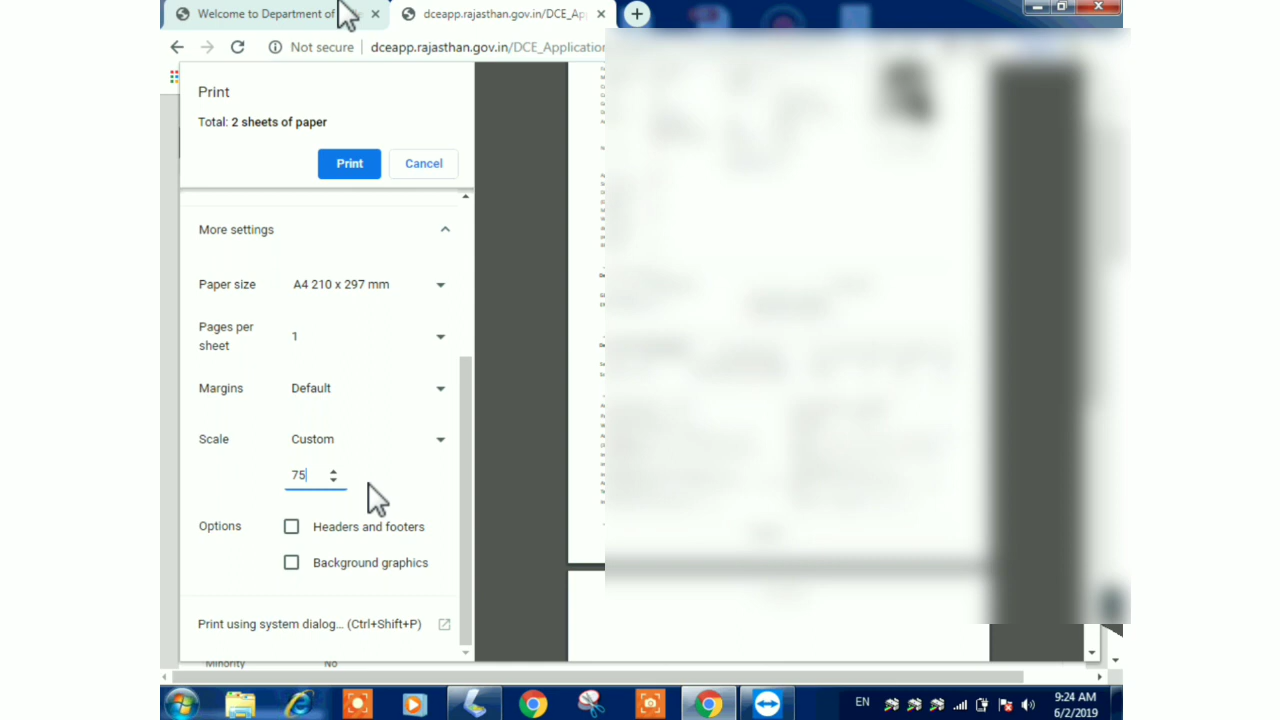 Welcome to Department of
dceapp.rajasthan.gov.in/DCE_Ap
Not secure
dceapp.rajasthan.gov.in/DCE_Application
Print
Total: 2 sheets of paper
Print
Cancel
More settings
Paper size
A4 210 x 297 mm
Pages per
sheet
1
Margins
Default
Scale
Custom
75
Options
Headers and footers
Background graphics
Print using system dialog... (Ctrl+Shift+P)
Minority
No
EN
9:24 AM
6/2/2019